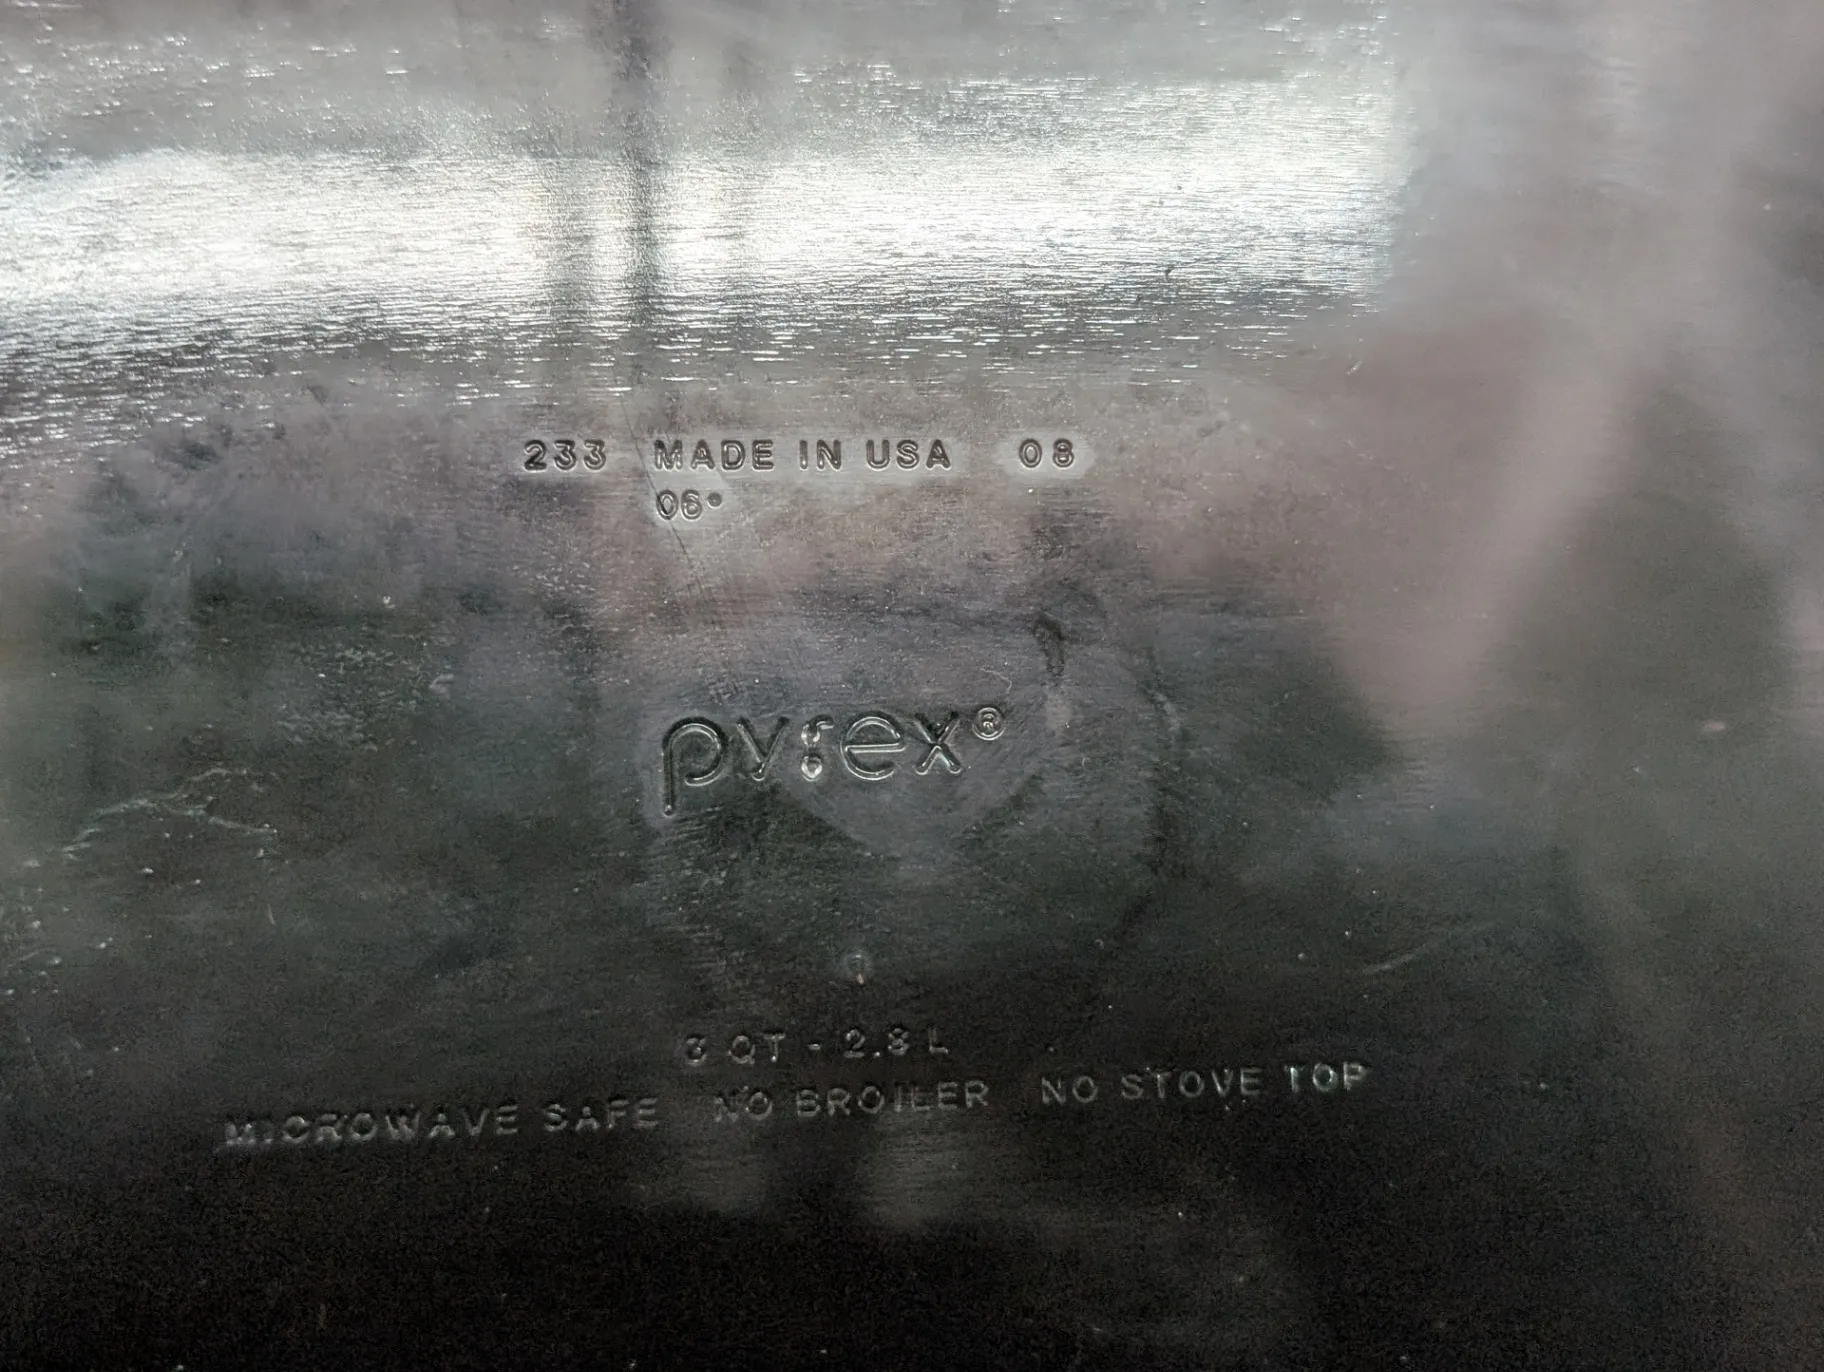 233 MADE IN USA 08
06•
pyrex®
3 QT - 2.8 L
MICROWAVE SAFE NO BROILER NO STOVE TOP